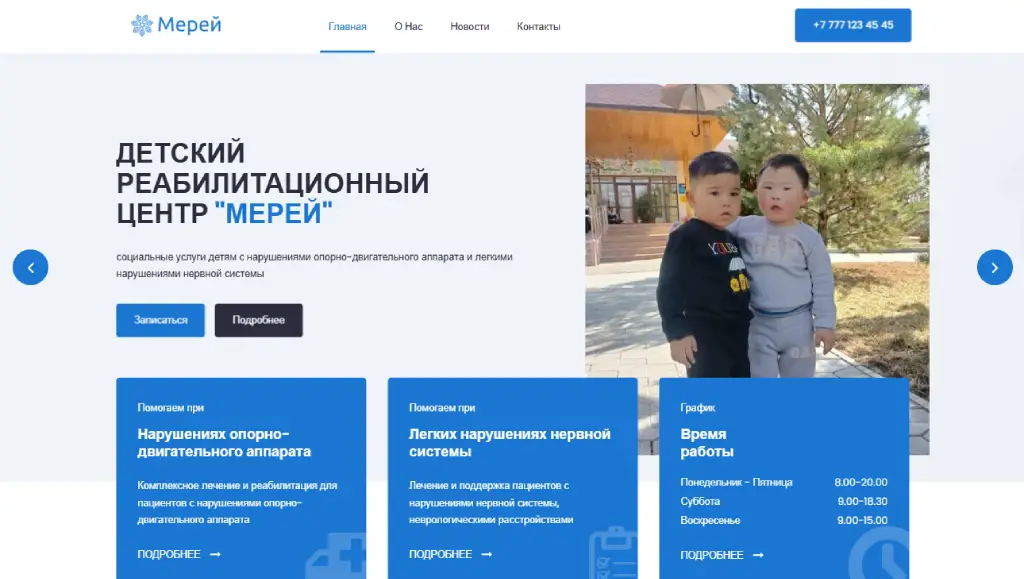 Мерей
Главная
О Нас
Новости
Контакты
+7 777 123 45 45
ДЕТСКИЙ
РЕАБИЛИТАЦИОННЫЙ
ЦЕНТР "МЕРЕЙ"
социальные услуги детям с нарушениями опорно-двигательного аппарата и легкими
нарушениями нервной системы
Записаться
Подробнее
Помогаем при
Нарушениях опорно-
двигательного аппарата
Комплексное лечение и реабилитация для
пациентов с нарушениями опорно-
двигательного аппарата
ПОДРОБНЕЕ
Помогаем при
Легких нарушениях нервной
системы
Лечение и поддержка пациентов с
нарушениями нервной системы,
неврологическими расстройствами
ПОДРОБНЕЕ
График
Время
работы
Понедельник - Пятница 8.00-20.00
Суббота 9.00-18.30
Воскресенье 9.00-15.00
ПОДРОБНЕЕ